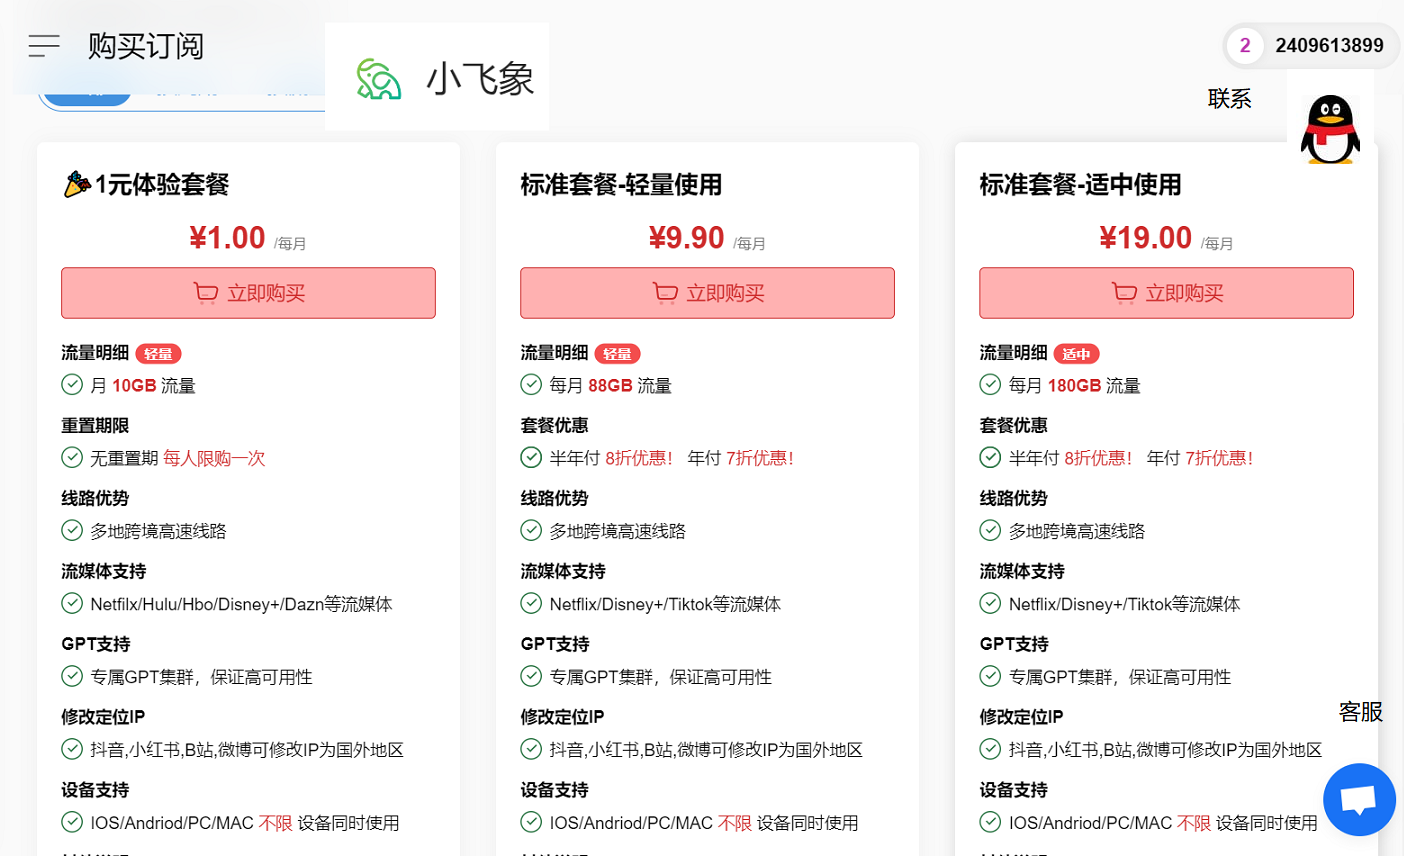 购买订阅
小飞象
2 2409613899
联系
1元体验套餐
¥1.00 /每月
立即购买
流量明细 轻量
月 10GB 流量
重置期限
无重置期 每人限购一次
线路优势
多地跨境高速线路
流媒体支持
Netfilx/Hulu/Hbo/Disney+/Dazn等流媒体
GPT支持
专属GPT集群，保证高可用性
修改定位IP
抖音,小红书,B站,微博可修改IP为国外地区
设备支持
IOS/Andriod/PC/MAC 不限 设备同时使用
标准套餐-轻量使用
¥9.90 /每月
立即购买
流量明细 轻量
每月 88GB 流量
套餐优惠
半年付 8折优惠！ 年付 7折优惠！
线路优势
多地跨境高速线路
流媒体支持
Netflix/Disney+/Tiktok等流媒体
GPT支持
专属GPT集群，保证高可用性
修改定位IP
抖音,小红书,B站,微博可修改IP为国外地区
设备支持
IOS/Andriod/PC/MAC 不限 设备同时使用
标准套餐-适中使用
¥19.00 /每月
立即购买
流量明细 适中
每月 180GB 流量
套餐优惠
半年付 8折优惠！ 年付 7折优惠！
线路优势
多地跨境高速线路
流媒体支持
Netflix/Disney+/Tiktok等流媒体
GPT支持
专属GPT集群，保证高可用性
修改定位IP
抖音,小红书,B站,微博可修改IP为国外地区
设备支持
IOS/Andriod/PC/MAC 不限 设备同时使用
客服